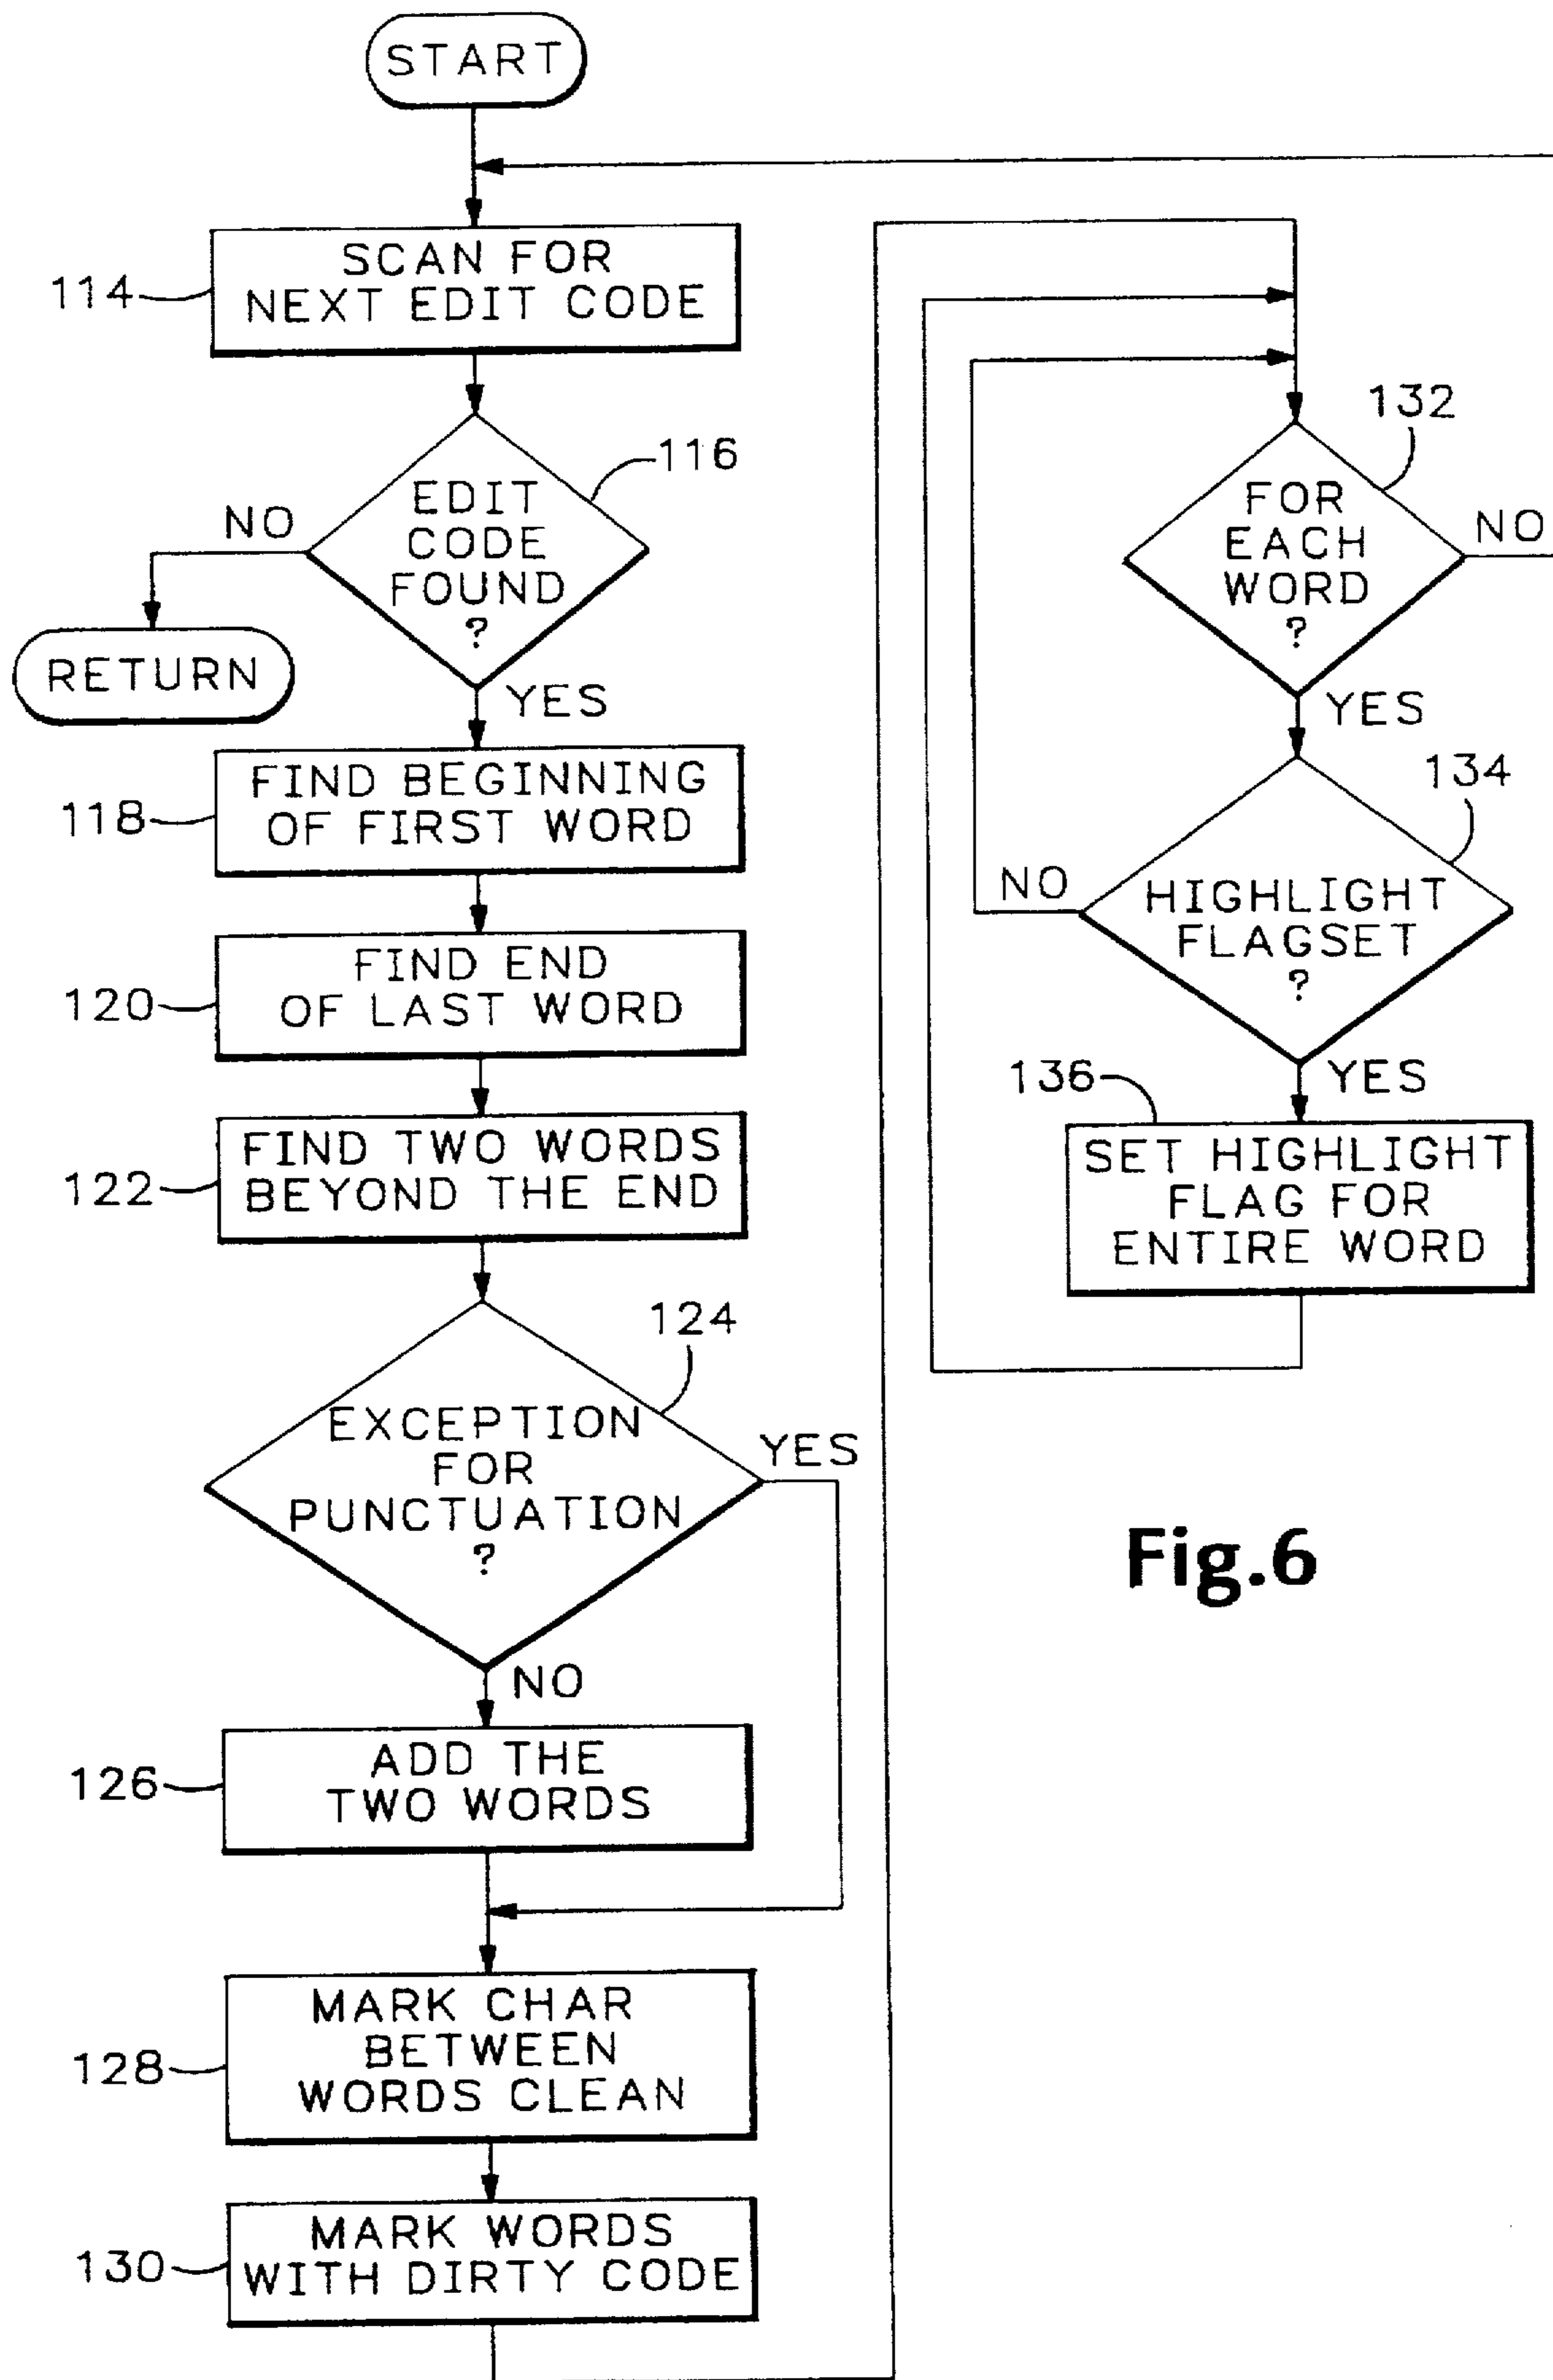 START
114
SCAN FOR
NEXT EDIT CODE
116
EDIT
CODE
FOUND
?
NO
RETURN
YES
118
FIND BEGINNING
OF FIRST WORD
120
FIND END
OF LAST WORD
122
FIND TWO WORDS
BEYOND THE END
124
EXCEPTION
FOR
PUNCTUATION
?
YES
NO
126
ADD THE
TWO WORDS
128
MARK CHAR
BETWEEN
WORDS CLEAN
130
MARK WORDS
WITH DIRTY CODE
132
FOR
EACH
WORD
?
NO
YES
134
HIGHLIGHT
FLAGSET
?
NO
YES
136
SET HIGHLIGHT
FLAG FOR
ENTIRE WORD
Fig.6